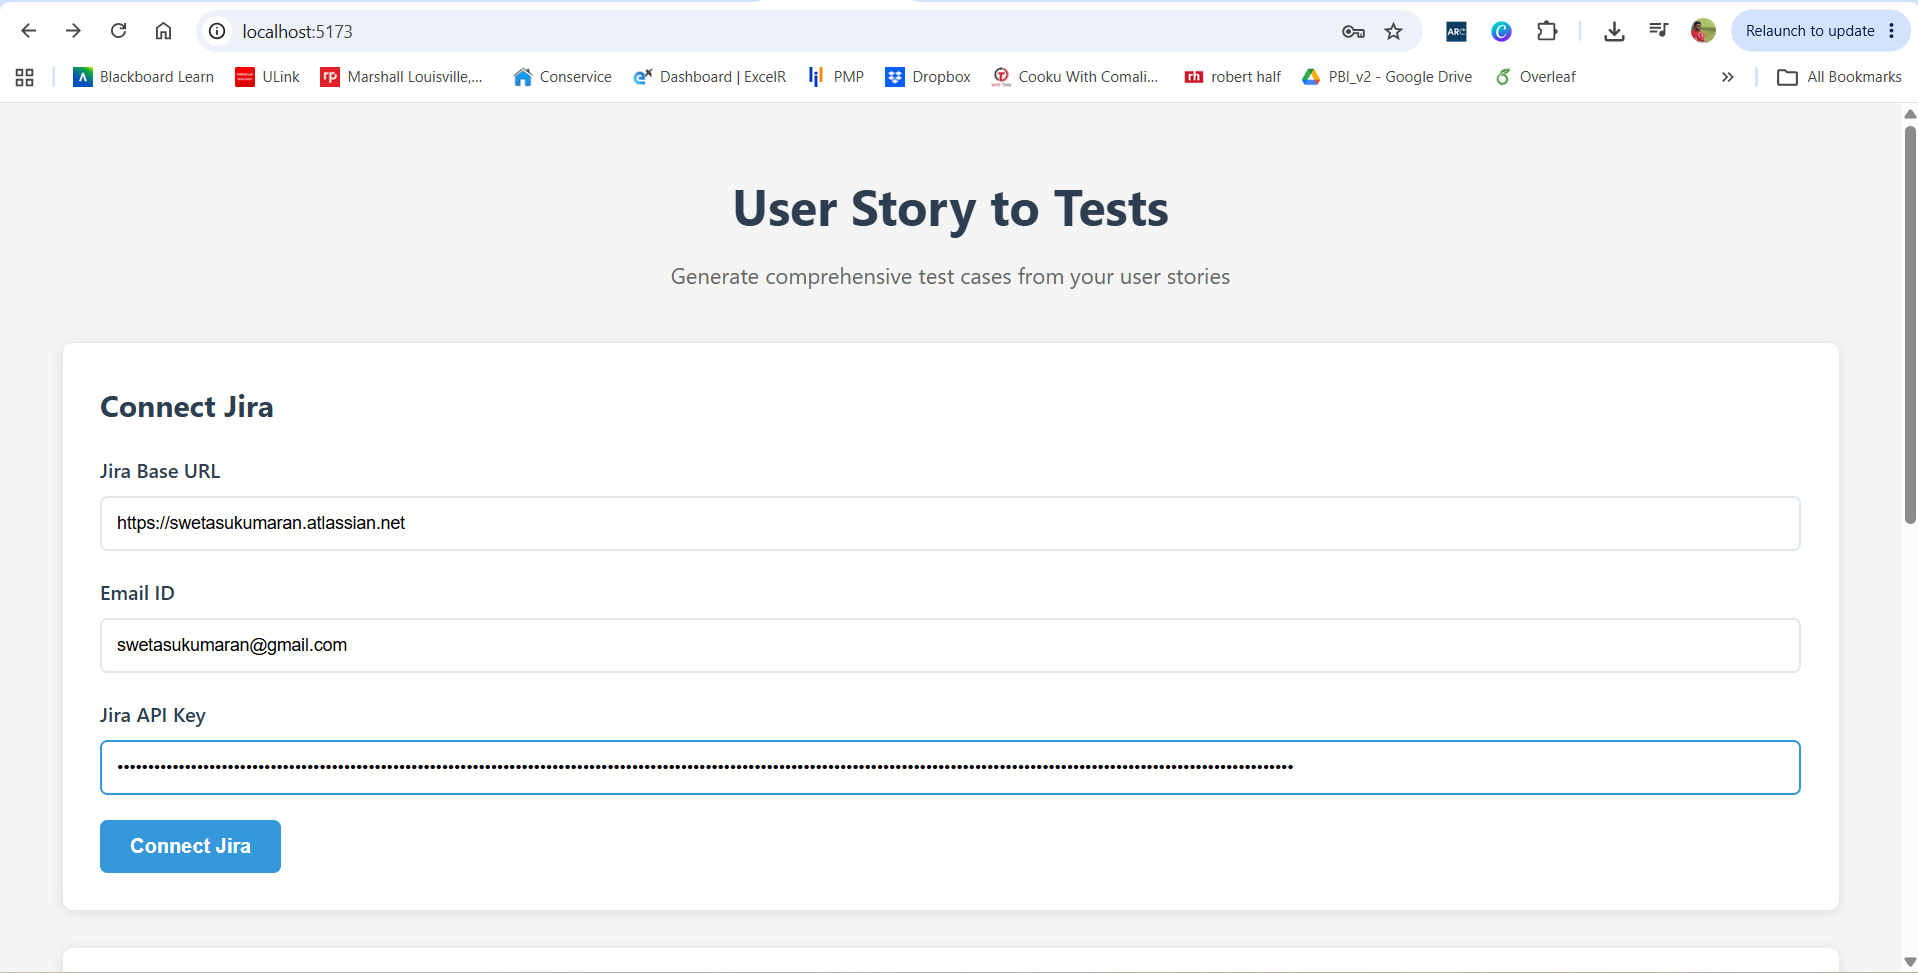 localhost:5173
ARC
Relaunch to update
Blackboard Learn
ULink
rp
Marshall Louisville,...
Conservice
Dashboard | ExcelR
PMP
Dropbox
Cooku With Comali...
rh
robert half
PBI_v2 - Google Drive
Overleaf
All Bookmarks
User Story to Tests
Generate comprehensive test cases from your user stories
Connect Jira
Jira Base URL
https://swetasukumaran.atlassian.net
Email ID
swetasukumaran@gmail.com
Jira API Key
Connect Jira